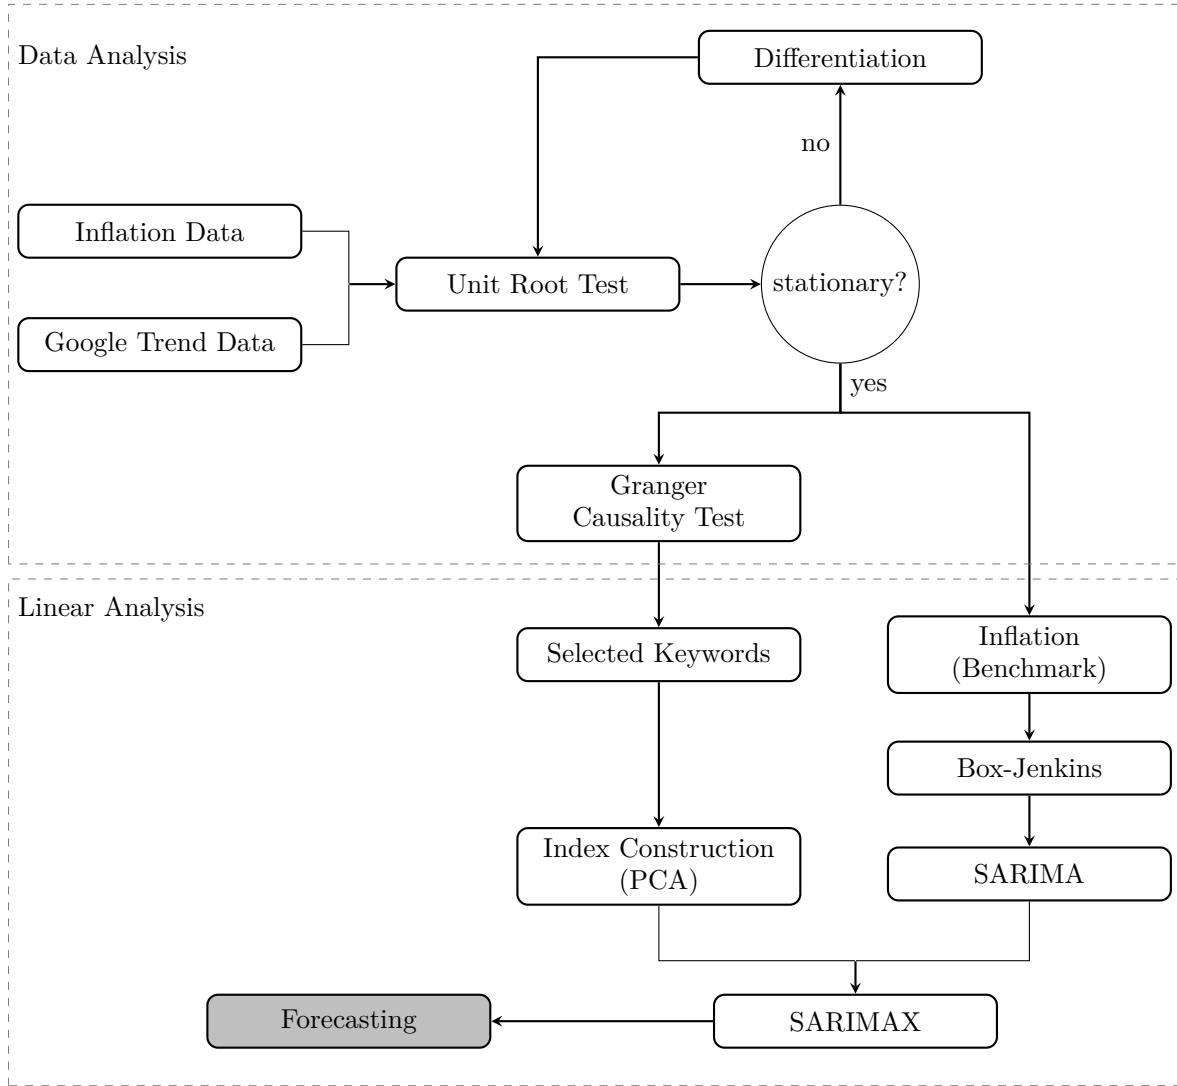 Data Analysis
Differentiation
no
Inflation Data
Unit Root Test
stationary?
Google Trend Data
yes
Granger
Causality Test
Linear Analysis
Selected Keywords
Inflation
(Benchmark)
Box-Jenkins
Index Construction
(PCA)
SARIMA
Forecasting
SARIMAX